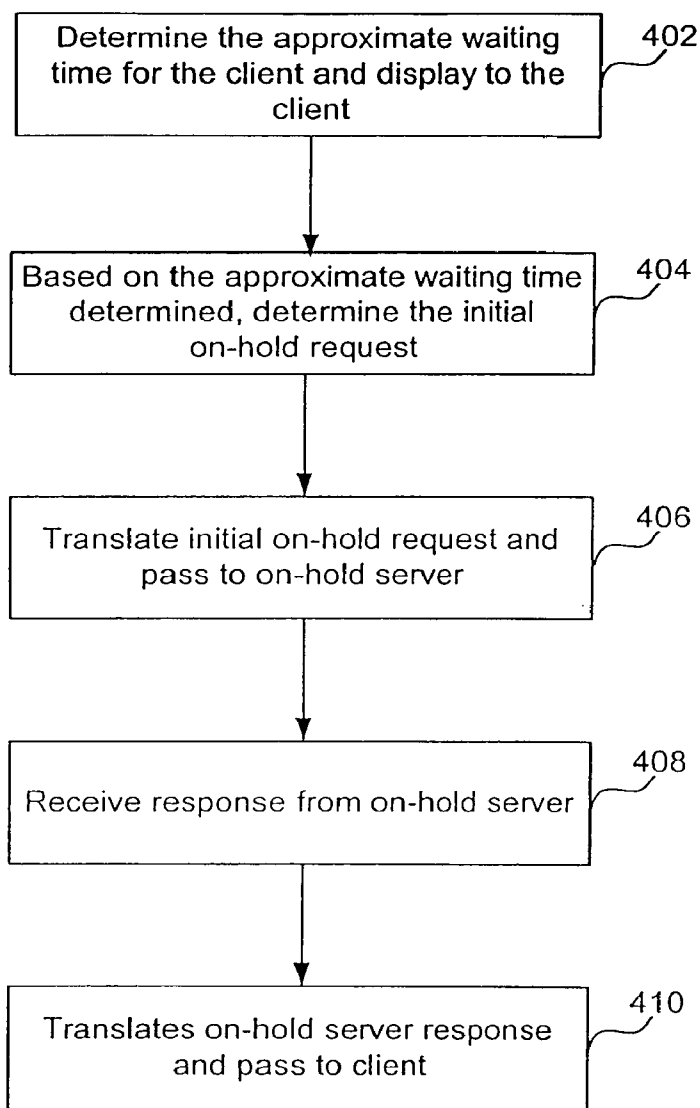 Determine the approximate waiting
time for the client and display to the
client
402
Based on the approximate waiting time
determined, determine the initial
on-hold request
404
Translate initial on-hold request and
pass to on-hold server
406
Receive response from on-hold server
408
Translates on-hold server response
and pass to client
410